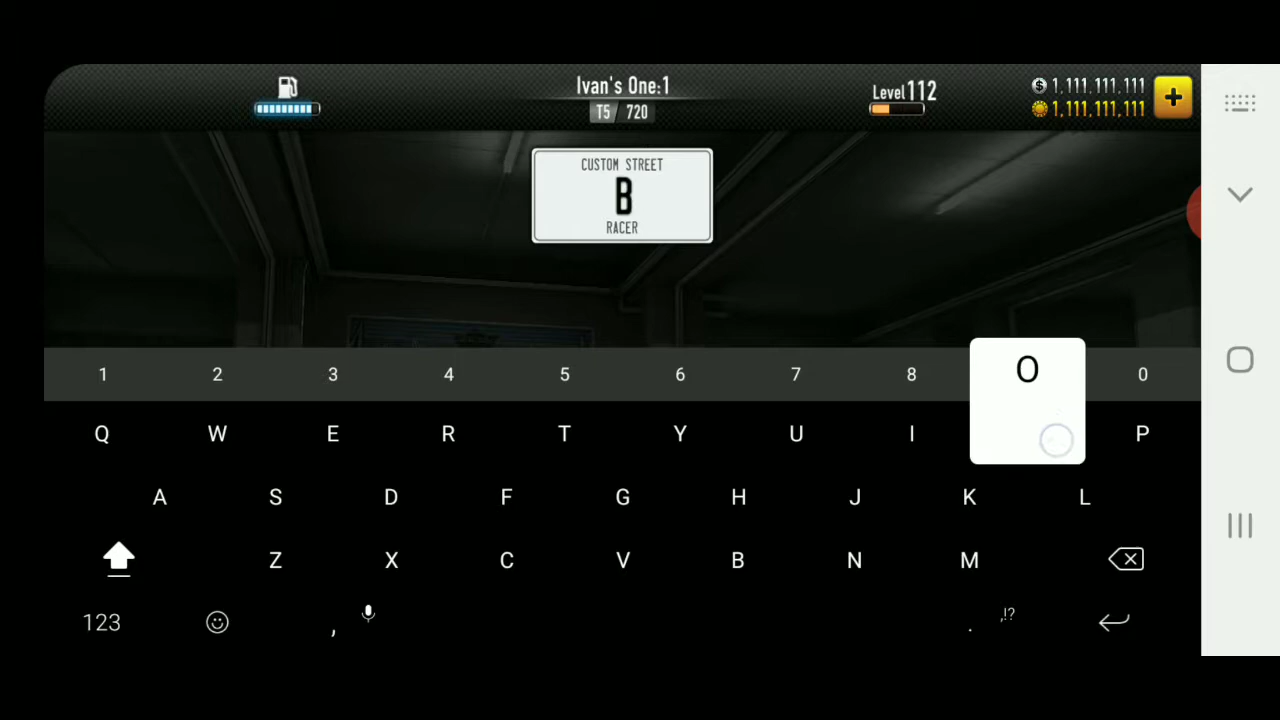 Ivan's One:1
T5 / 720
Level 112
1,111,111,111
1,111,111,111
+
CUSTOM STREET
B
RACER
1 2 3 4 5 6 7 8 0
Q W E R T Y U I O P
A S D F G H J K L
Z X C V B N M
123 , . ,!?